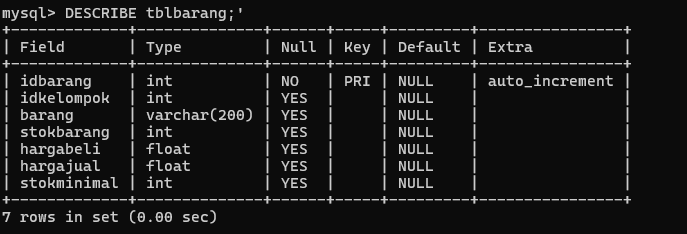 mysql> DESCRIBE tblbarang;'
+-------------+--------------+------+-----+---------+----------------+
| Field       | Type         | Null | Key | Default | Extra          |
+-------------+--------------+------+-----+---------+----------------+
| idbarang    | int          | NO   | PRI | NULL    | auto_increment |
| idkelompok  | int          | YES  |     | NULL    |                |
| barang      | varchar(200) | YES  |     | NULL    |                |
| stokbarang  | int          | YES  |     | NULL    |                |
| hargabeli   | float        | YES  |     | NULL    |                |
| hargajual   | float        | YES  |     | NULL    |                |
| stokminimal | int          | YES  |     | NULL    |                |
+-------------+--------------+------+-----+---------+----------------+
7 rows in set (0.00 sec)